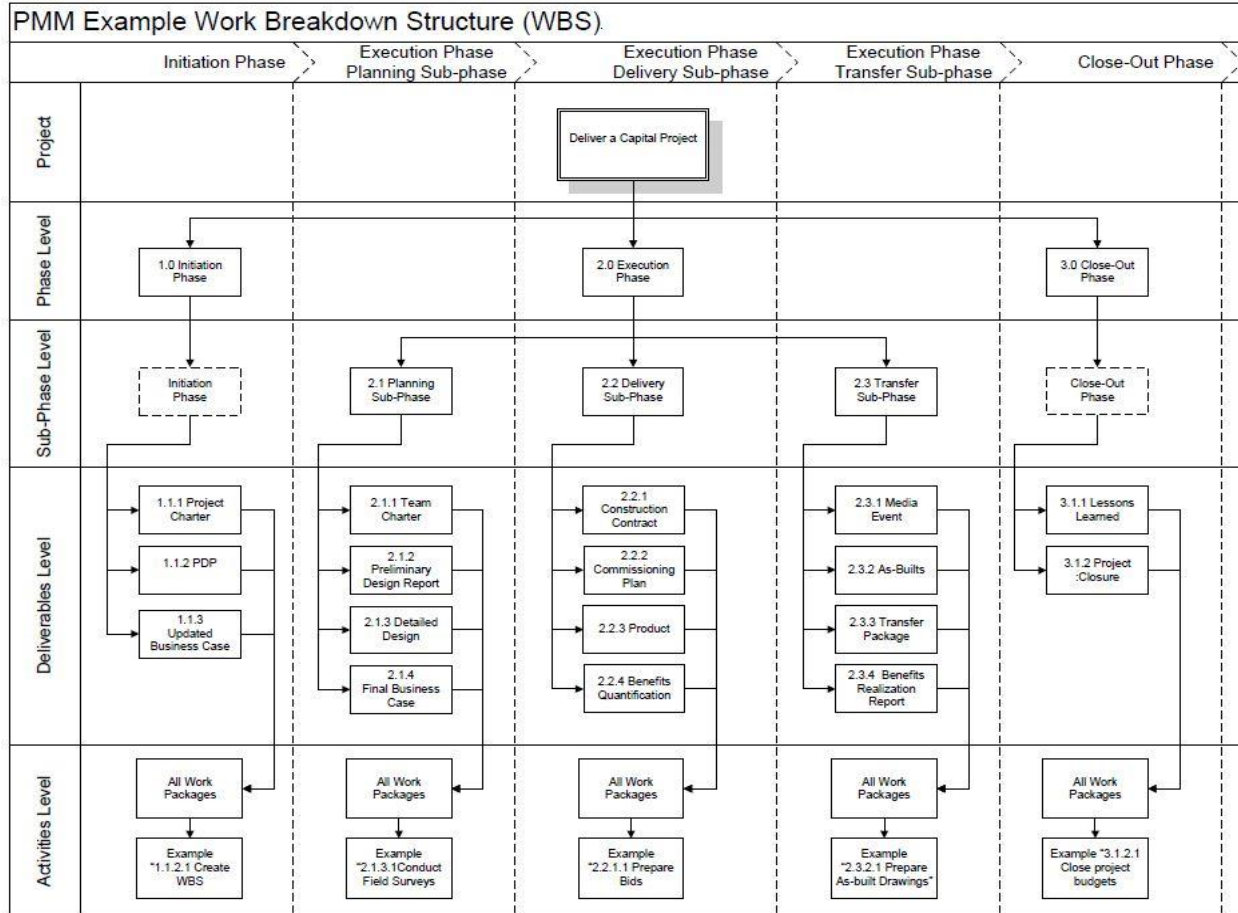 PMM Example Work Breakdown Structure (WBS).
Initiation Phase
Execution Phase
Planning Sub-phase
Execution Phase
Delivery Sub-phase
Execution Phase
Transfer Sub-phase
Close-Out Phase
Project
Deliver a Capital Project
Phase Level
1.0 Initiation
Phase
2.0 Execution
Phase
3.0 Close-Out
Phase
Sub-Phase Level
Initiation
Phase
2.1 Planning
Sub-Phase
2.2 Delivery
Sub-Phase
2.3 Transfer
Sub-Phase
Close-Out
Phase
Deliverables Level
1.1.1 Project
Charter
1.1.2 PDP
1.1.3
Updated
Business Case
2.1.1 Team
Charter
2.1.2
Preliminary
Design Report
2.1.3 Detailed
Design
2.1.4
Final Business
Case
2.2.1
Construction
Contract
2.2.2
Commissioning
Plan
2.2.3 Product
2.2.4 Benefits
Quantification
2.3.1 Media
Event
2.3.2 As-Builts
2.3.3 Transfer
Package
2.3.4 Benefits
Realization
Report
3.1.1 Lessons
Learned
3.1.2 Project
:Closure
Activities Level
All Work
Packages
All Work
Packages
All Work
Packages
All Work
Packages
All Work
Packages
Example
"1.1.2.1 Create
WBS
Example
"2.1.3.1Conduct
Field Surveys
Example
"2.2.1.1 Prepare
Bids
Example
"2.3.2.1 Prepare
As-built Drawings"
Example "3.1.2.1
Close project
budgets